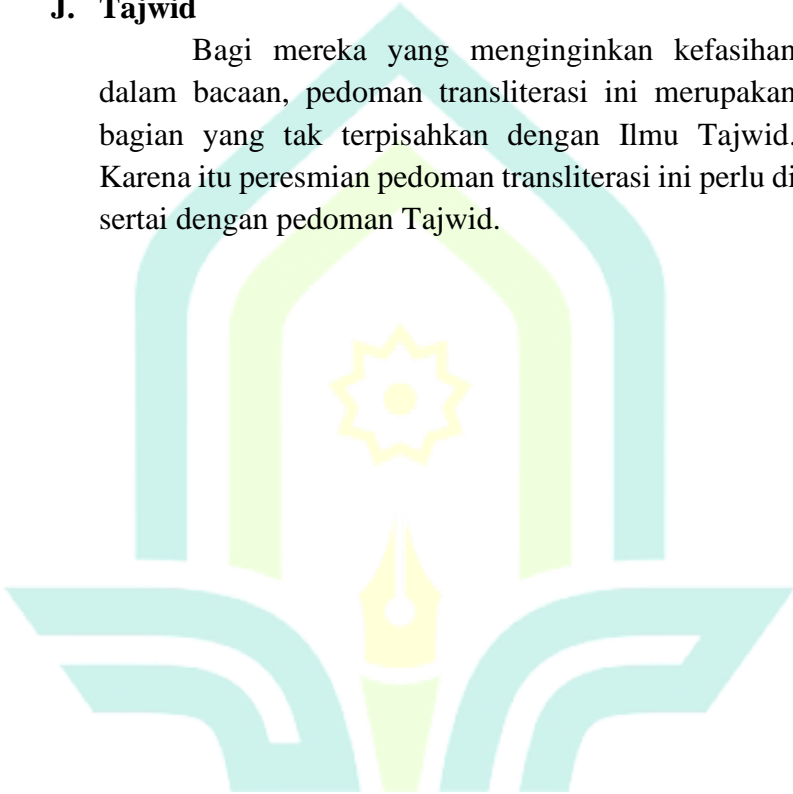 J. Tajwid
Bagi mereka yang menginginkan kefasihan
dalam bacaan, pedoman transliterasi ini merupakan
bagian yang tak terpisahkan dengan Ilmu Tajwid.
Karena itu peresmian pedoman transliterasi ini perlu di
sertai dengan pedoman Tajwid.